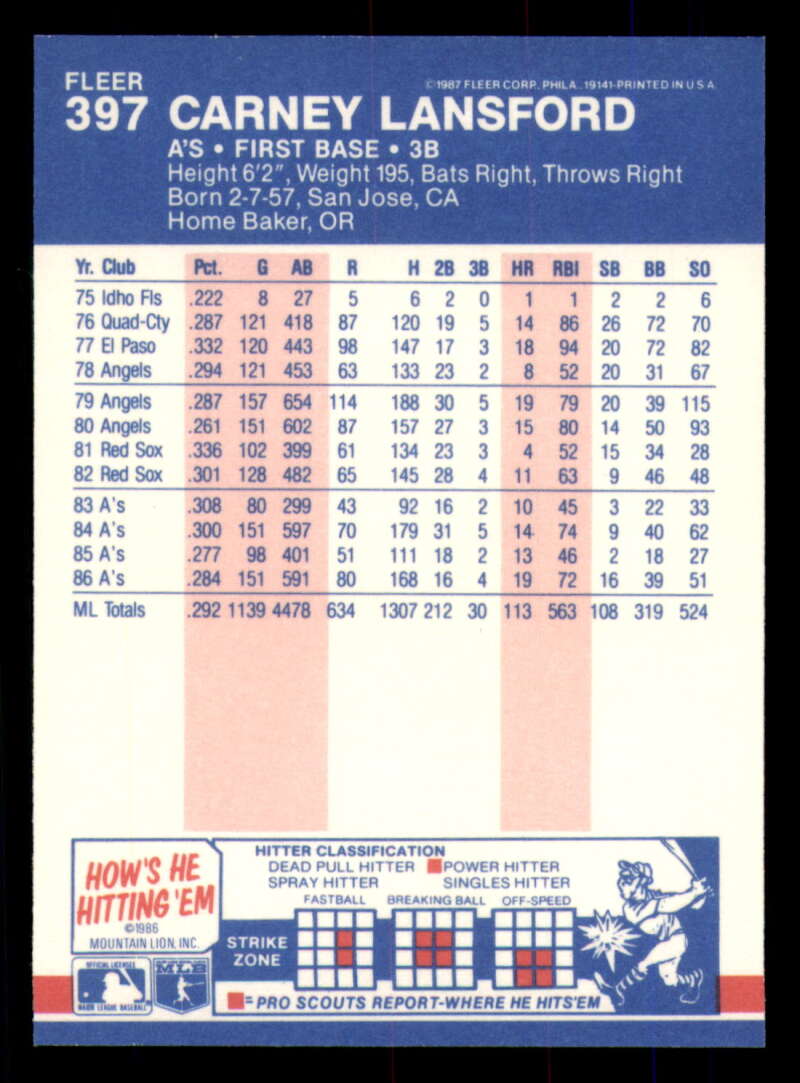 FLEER
©1987 FLEER CORP. PHILA. 19141-PRINTED IN U S A
397 CARNEY LANSFORD
A'S • FIRST BASE • 3B
Height 6'2", Weight 195, Bats Right, Throws Right
Born 2-7-57, San Jose, CA
Home Baker, OR
Yr. Club Pct. G AB R H 2B 3B HR RBI SB BB SO
75 Idho Fls .222 8 27 5 6 2 0 1 1 2 2 6
76 Quad-Cty .287 121 418 87 120 19 5 14 86 26 72 70
77 El Paso .332 120 443 98 147 17 3 18 94 20 72 82
78 Angels .294 121 453 63 133 23 2 8 52 20 31 67
79 Angels .287 157 654 114 188 30 5 19 79 20 39 115
80 Angels .261 151 602 87 157 27 3 15 80 14 50 93
81 Red Sox .336 102 399 61 134 23 3 4 52 15 34 28
82 Red Sox .301 128 482 65 145 28 4 11 63 9 46 48
83 A's .308 80 299 43 92 16 2 10 45 3 22 33
84 A's .300 151 597 70 179 31 5 14 74 9 40 62
85 A's .277 98 401 51 111 18 2 13 46 2 18 27
86 A's .284 151 591 80 168 16 4 19 72 16 39 51
ML Totals .292 1139 4478 634 1307 212 30 113 563 108 319 524
HOW'S HE
HITTING 'EM
©1986
MOUNTAIN LION, INC.
HITTER CLASSIFICATION
DEAD PULL HITTER POWER HITTER
SPRAY HITTER SINGLES HITTER
FASTBALL BREAKING BALL OFF-SPEED
STRIKE
ZONE
= PRO SCOUTS REPORT-WHERE HE HITS 'EM
OFFICIAL LICENSEE
MAJOR LEAGUE BASEBALL
MLB